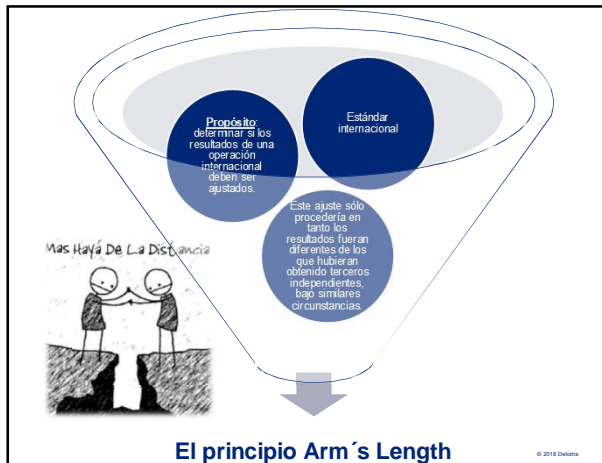 Propósito:
determinar si los
resultados de una
operación
internacional
deben ser
ajustados.
Estándar
internacional
Este ajuste sólo
procedería en
tanto los
resultados fueran
diferentes de los
que hubieran
obtenido terceros
independientes,
bajo similares
circunstancias.
Mas Hayá De La Distancia
El principio Arm´s Length
© 2018 Deloitte